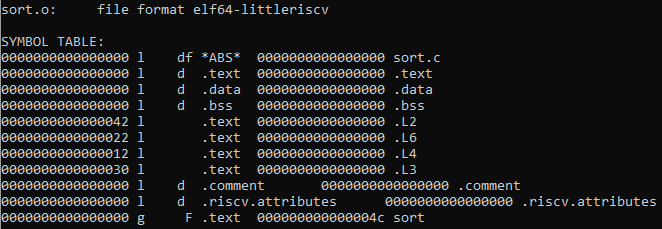 sort.o:     file format elf64-littleriscv
SYMBOL TABLE:
0000000000000000 l    df *ABS*  0000000000000000 sort.c
0000000000000000 l    d  .text  0000000000000000 .text
0000000000000000 l    d  .data  0000000000000000 .data
0000000000000000 l    d  .bss   0000000000000000 .bss
0000000000000042 l       .text  0000000000000000 .L2
0000000000000022 l       .text  0000000000000000 .L6
0000000000000012 l       .text  0000000000000000 .L4
0000000000000030 l       .text  0000000000000000 .L3
0000000000000000 l    d  .comment       0000000000000000 .comment
0000000000000000 l    d  .riscv.attributes      0000000000000000 .riscv.attributes
0000000000000000 g     F .text  000000000000004c sort